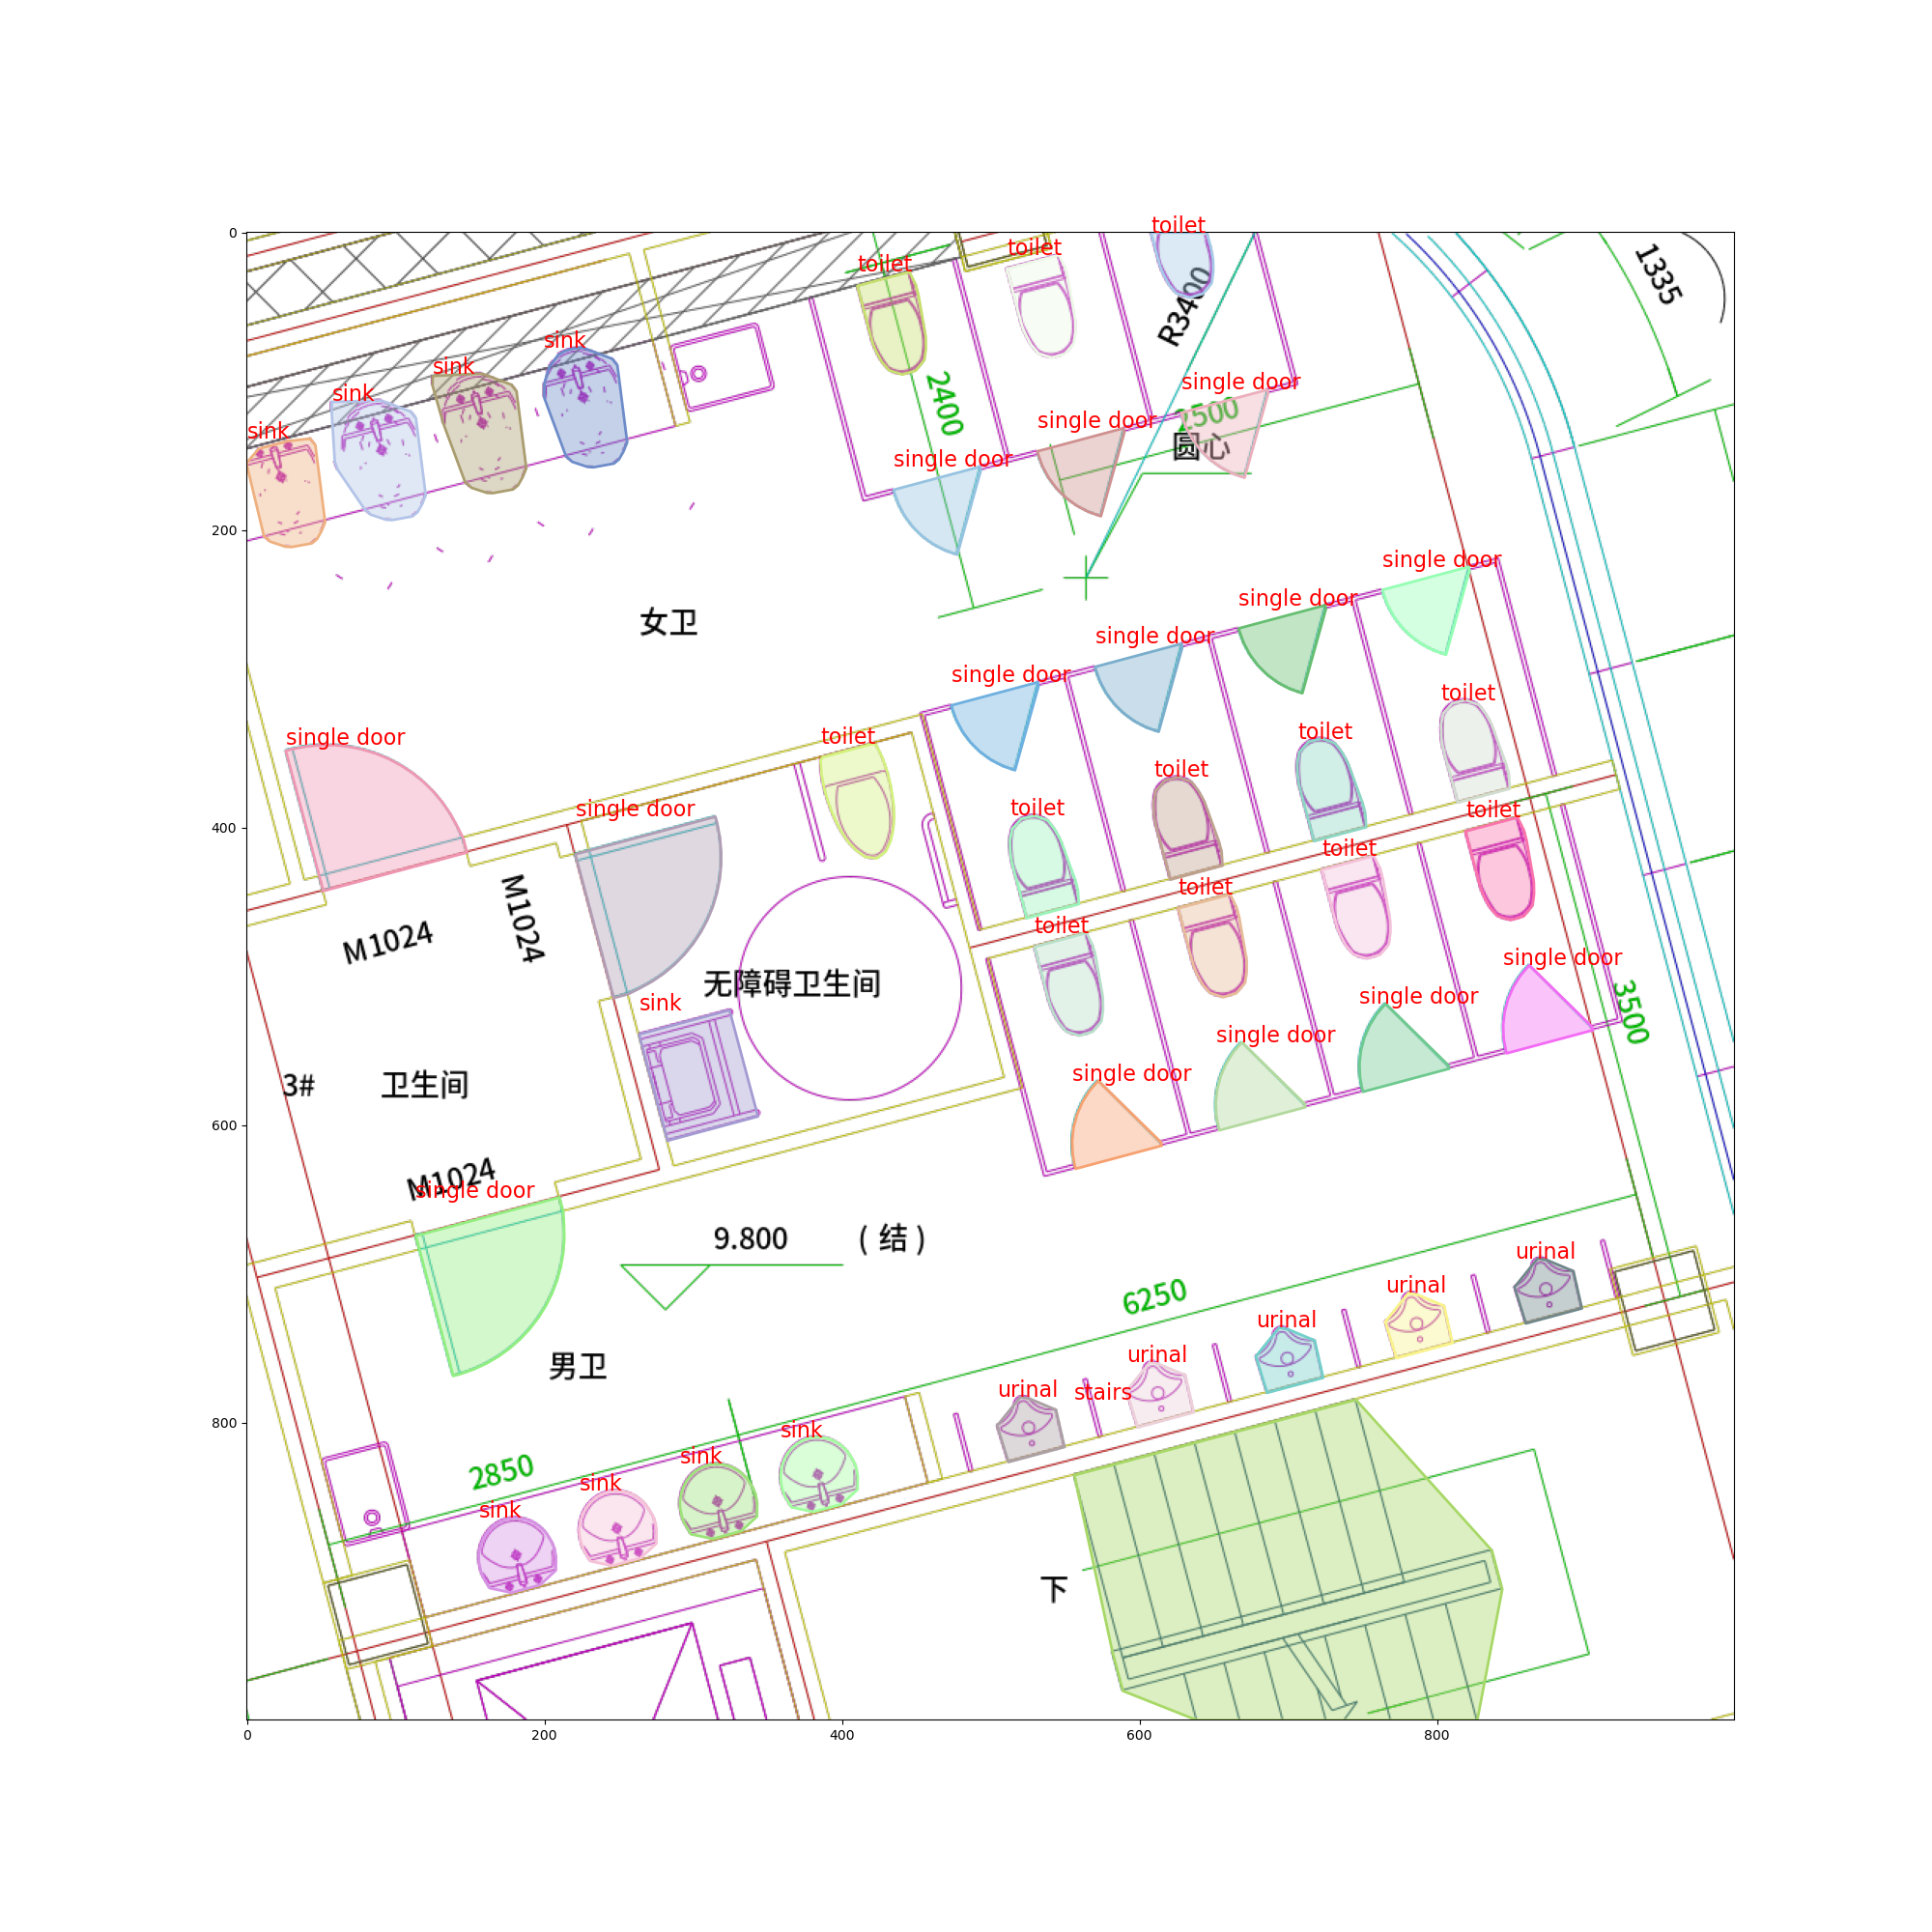 0
200
400
600
800
0
200
400
600
800
toilet
toilet
toilet
1335
R3400
sink
sink
sink
sink
single door
single door
single door
2400
2500
圆心
女卫
single door
single door
single door
single door
single door
single door
toilet
toilet
toilet
toilet
toilet
toilet
toilet
toilet
toilet
M1024
M1024
无障碍卫生间
sink
single door
single door
single door
single door
3500
3#
卫生间
M1024
single door
9.800
(结)
男卫
6250
urinal
urinal
urinal
urinal
urinal
stairs
2850
sink
sink
sink
sink
下